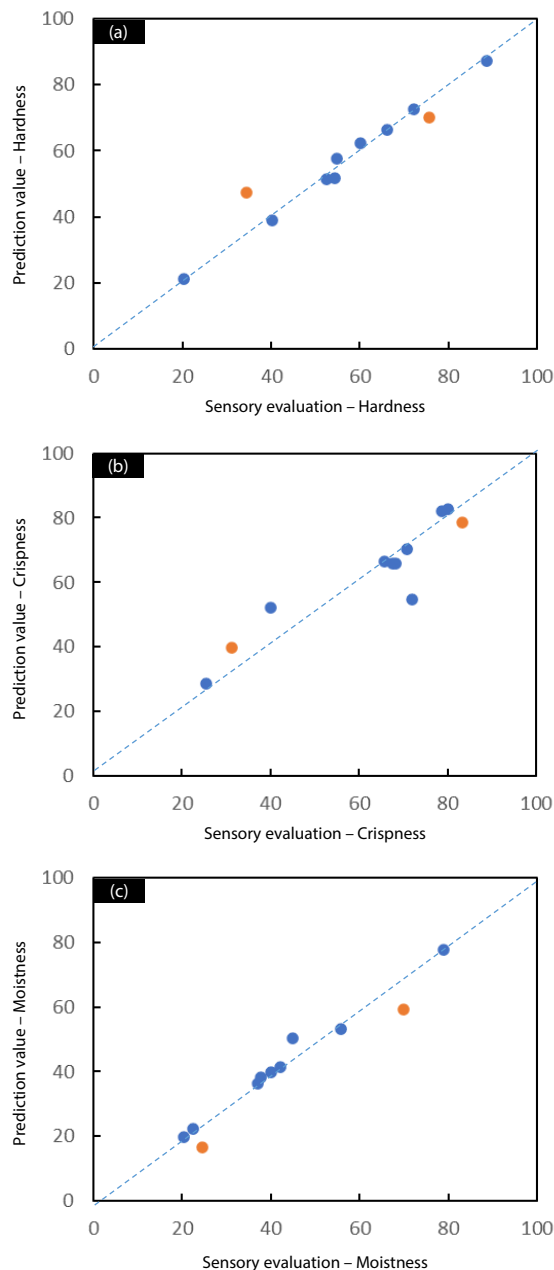 (a)
100
80
60
40
20
0
Prediction value – Hardness
0 20 40 60 80 100
Sensory evaluation – Hardness
(b)
100
80
60
40
20
0
Prediction value – Crispness
0 20 40 60 80 100
Sensory evaluation – Crispness
(c)
100
80
60
40
20
0
Prediction value – Moistness
0 20 40 60 80 100
Sensory evaluation – Moistness